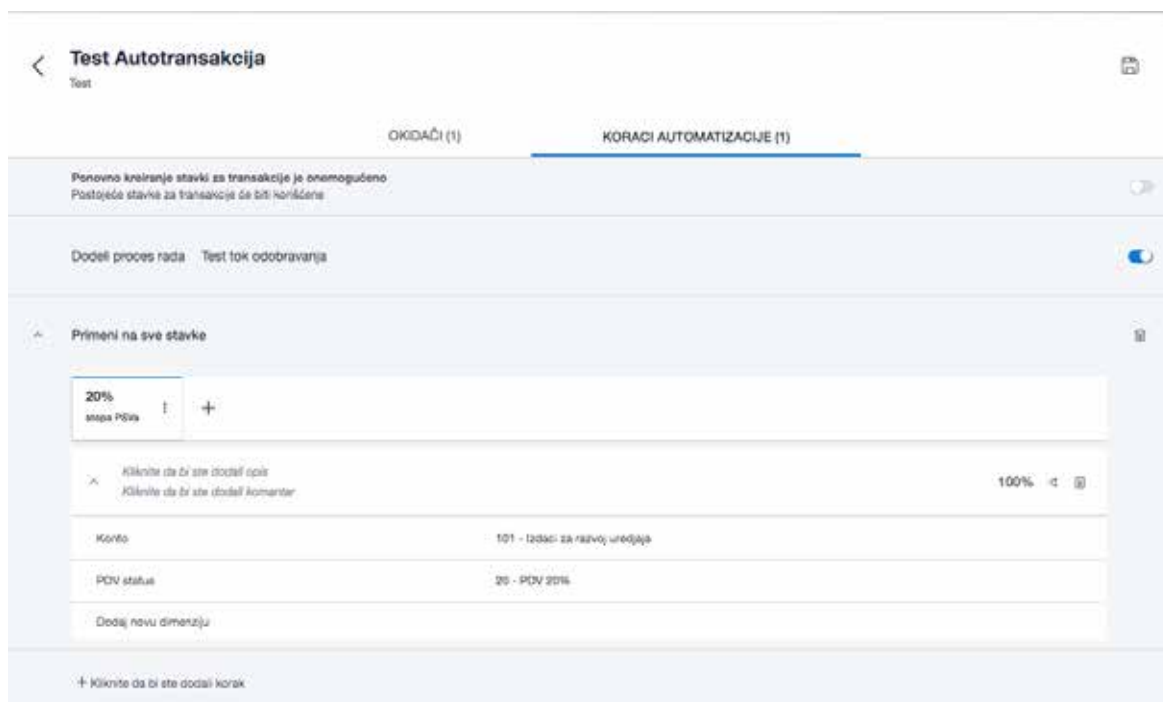 Test Autotransakcija
Test
OKIDAČI (1) KORACI AUTOMATIZACIJE (1)
Ponovno kreiranje stavki za transakcije je onemogućeno
Postojeće stavke za transakcije će biti korišćene
Dodeli proces rada Test tok odobravanja
Primeni na sve stavke
20%
stopa PDVa
Kliknite da bi ste dodali opis
Kliknite da bi ste dodali komentar
100%
Konto 101 - Izdaci za razvoj uredjaja
PDV status 20 - PDV 20%
Dodaj novu dimenziju
+ Kliknite da bi ste dodali korak